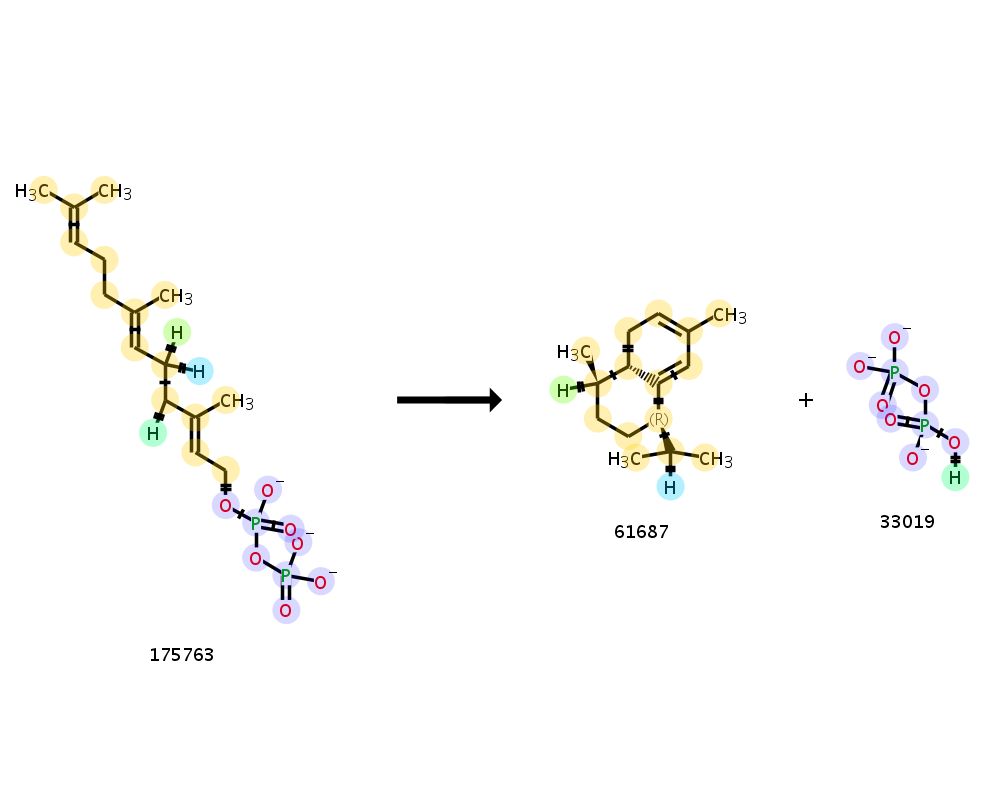 H₃C CH₃
CH₃
H
H
CH₃
H
O
O⁻
P O
O⁻
O
P O⁻
O
175763
CH₃
H₃C
H
(R)
H₃C CH₃
H
61687
+
O⁻
O⁻ P
O
O
O P
O
O⁻
H
33019